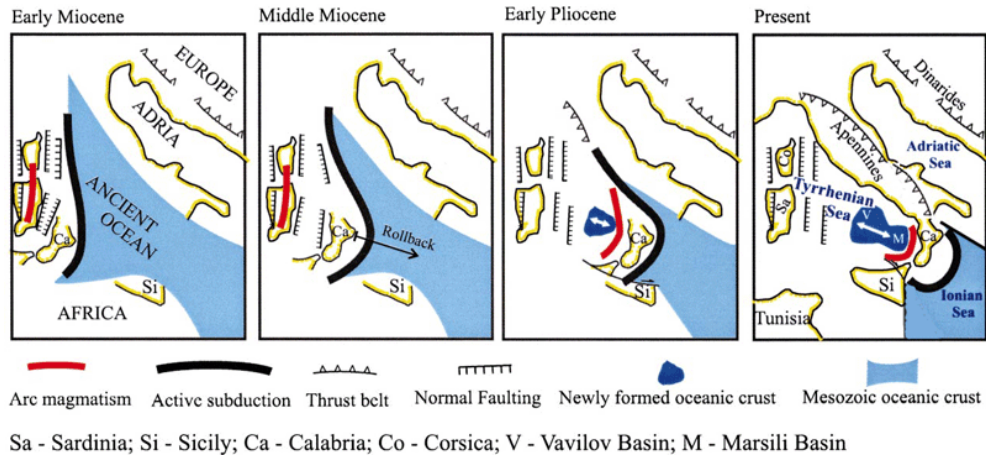 Early Miocene
Middle Miocene
Early Pliocene
Present
EUROPE
ADRIA
ANCIENT
OCEAN
Ca
Si
AFRICA
Ca
Rollback
Si
Ca
Si
Dinarides
Apennines
Adriatic
Sea
Co
Sa
Tyrrhenian
Sea
V
M
Ca
Si
Ionian
Sea
Tunisia
Arc magmatism
Active subduction
Thrust belt
Normal Faulting
Newly formed oceanic crust
Mesozoic oceanic crust
Sa - Sardinia; Si - Sicily; Ca - Calabria; Co - Corsica; V - Vavilov Basin; M - Marsili Basin